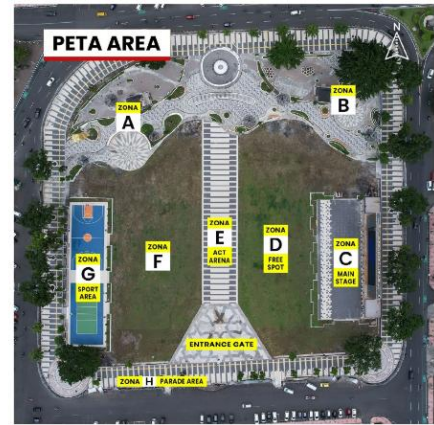 PETA AREA
N
ZONA
A
ZONA
B
ZONA
E
ACT
ARENA
ZONA
D
FREE
SPOT
ZONA
C
MAIN
STAGE
ZONA
F
ZONA
G
SPORT
AREA
ENTRANCE GATE
ZONA H PARADE AREA